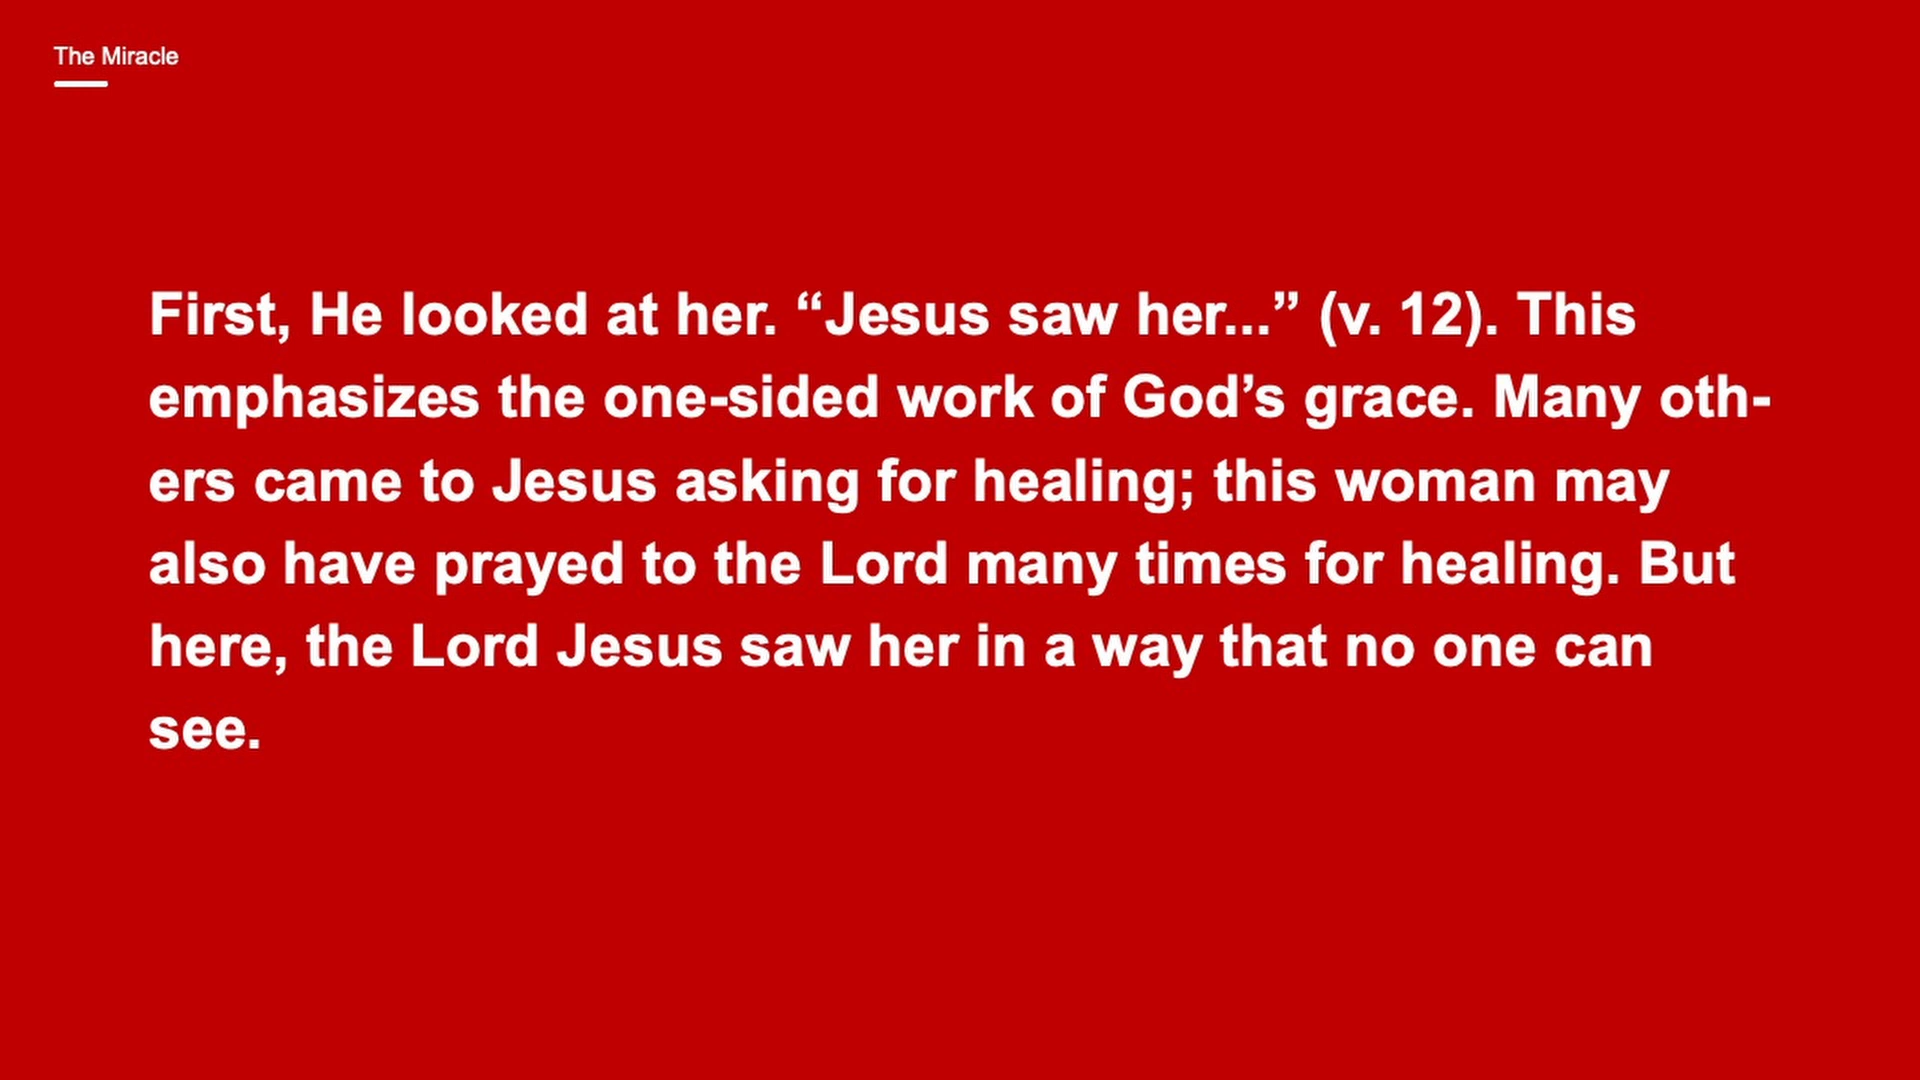 The Miracle
First, He looked at her. “Jesus saw her...” (v. 12). This
emphasizes the one-sided work of God’s grace. Many oth-
ers came to Jesus asking for healing; this woman may
also have prayed to the Lord many times for healing. But
here, the Lord Jesus saw her in a way that no one can
see.